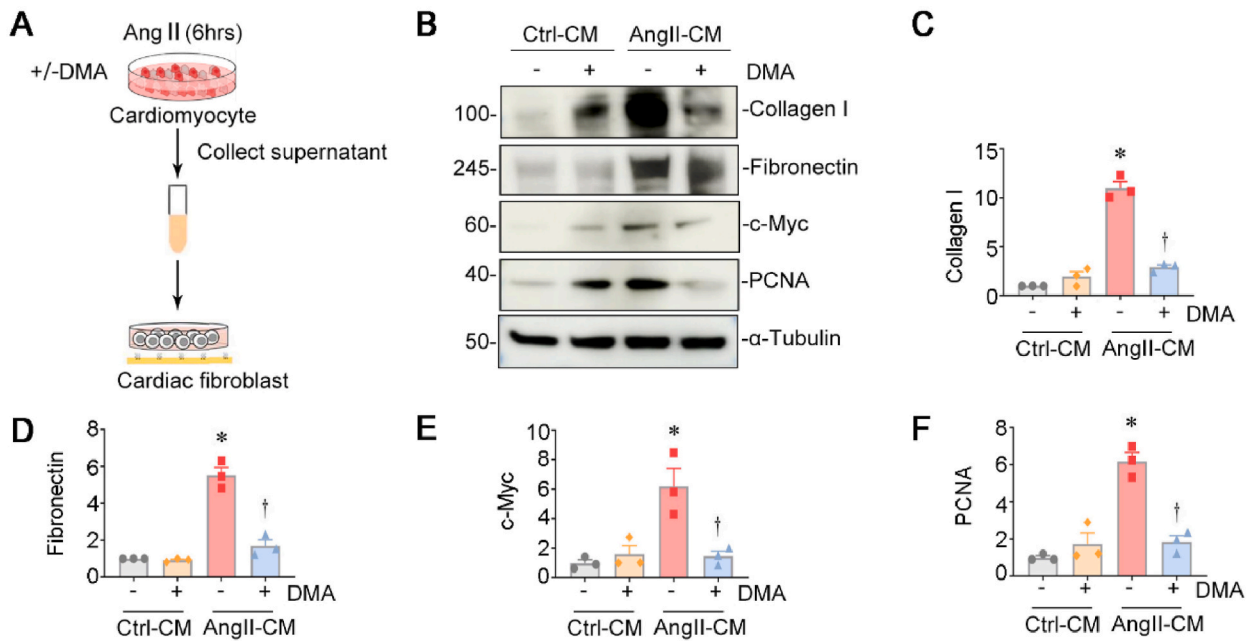 A
Ang II (6hrs)
+/-DMA
Cardiomyocyte
Collect supernatant
Cardiac fibroblast
B
Ctrl-CM AngII-CM
- + - + DMA
100- -Collagen I
245- -Fibronectin
60- -c-Myc
40- -PCNA
50- -α-Tubulin
C
Collagen I
15
10
5
0
*
†
- + - + DMA
Ctrl-CM AngII-CM
D
Fibronectin
8
6
4
2
0
*
†
- + - + DMA
Ctrl-CM AngII-CM
E
c-Myc
10
8
6
4
2
0
*
†
- + - + DMA
Ctrl-CM AngII-CM
F
PCNA
8
6
4
2
0
*
†
- + - + DMA
Ctrl-CM AngII-CM